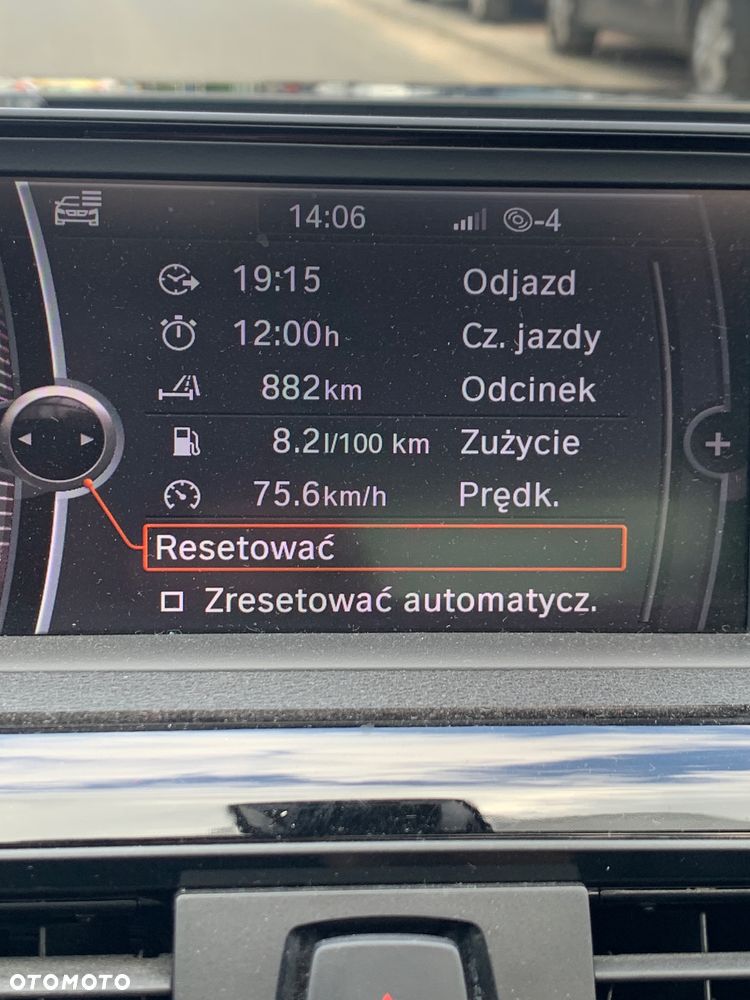 14:06 -4
19:15 Odjazd
12:00h Cz. jazdy
882km Odcinek
8.2l/100 km Zużycie
75.6km/h Prędk.
Resetować
Zresetować automatycz.
OTOMOTO